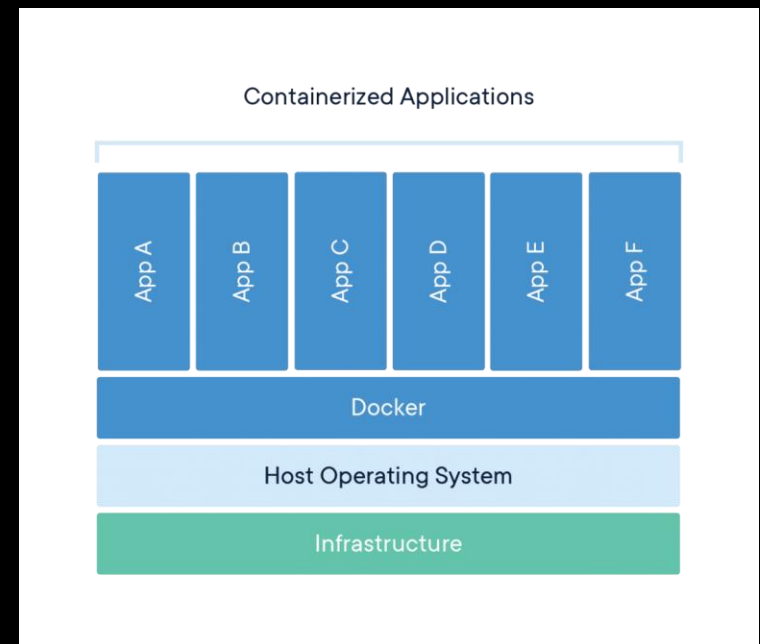 Containerized Applications
App A
App B
App C
App D
App E
App F
Docker
Host Operating System
Infrastructure